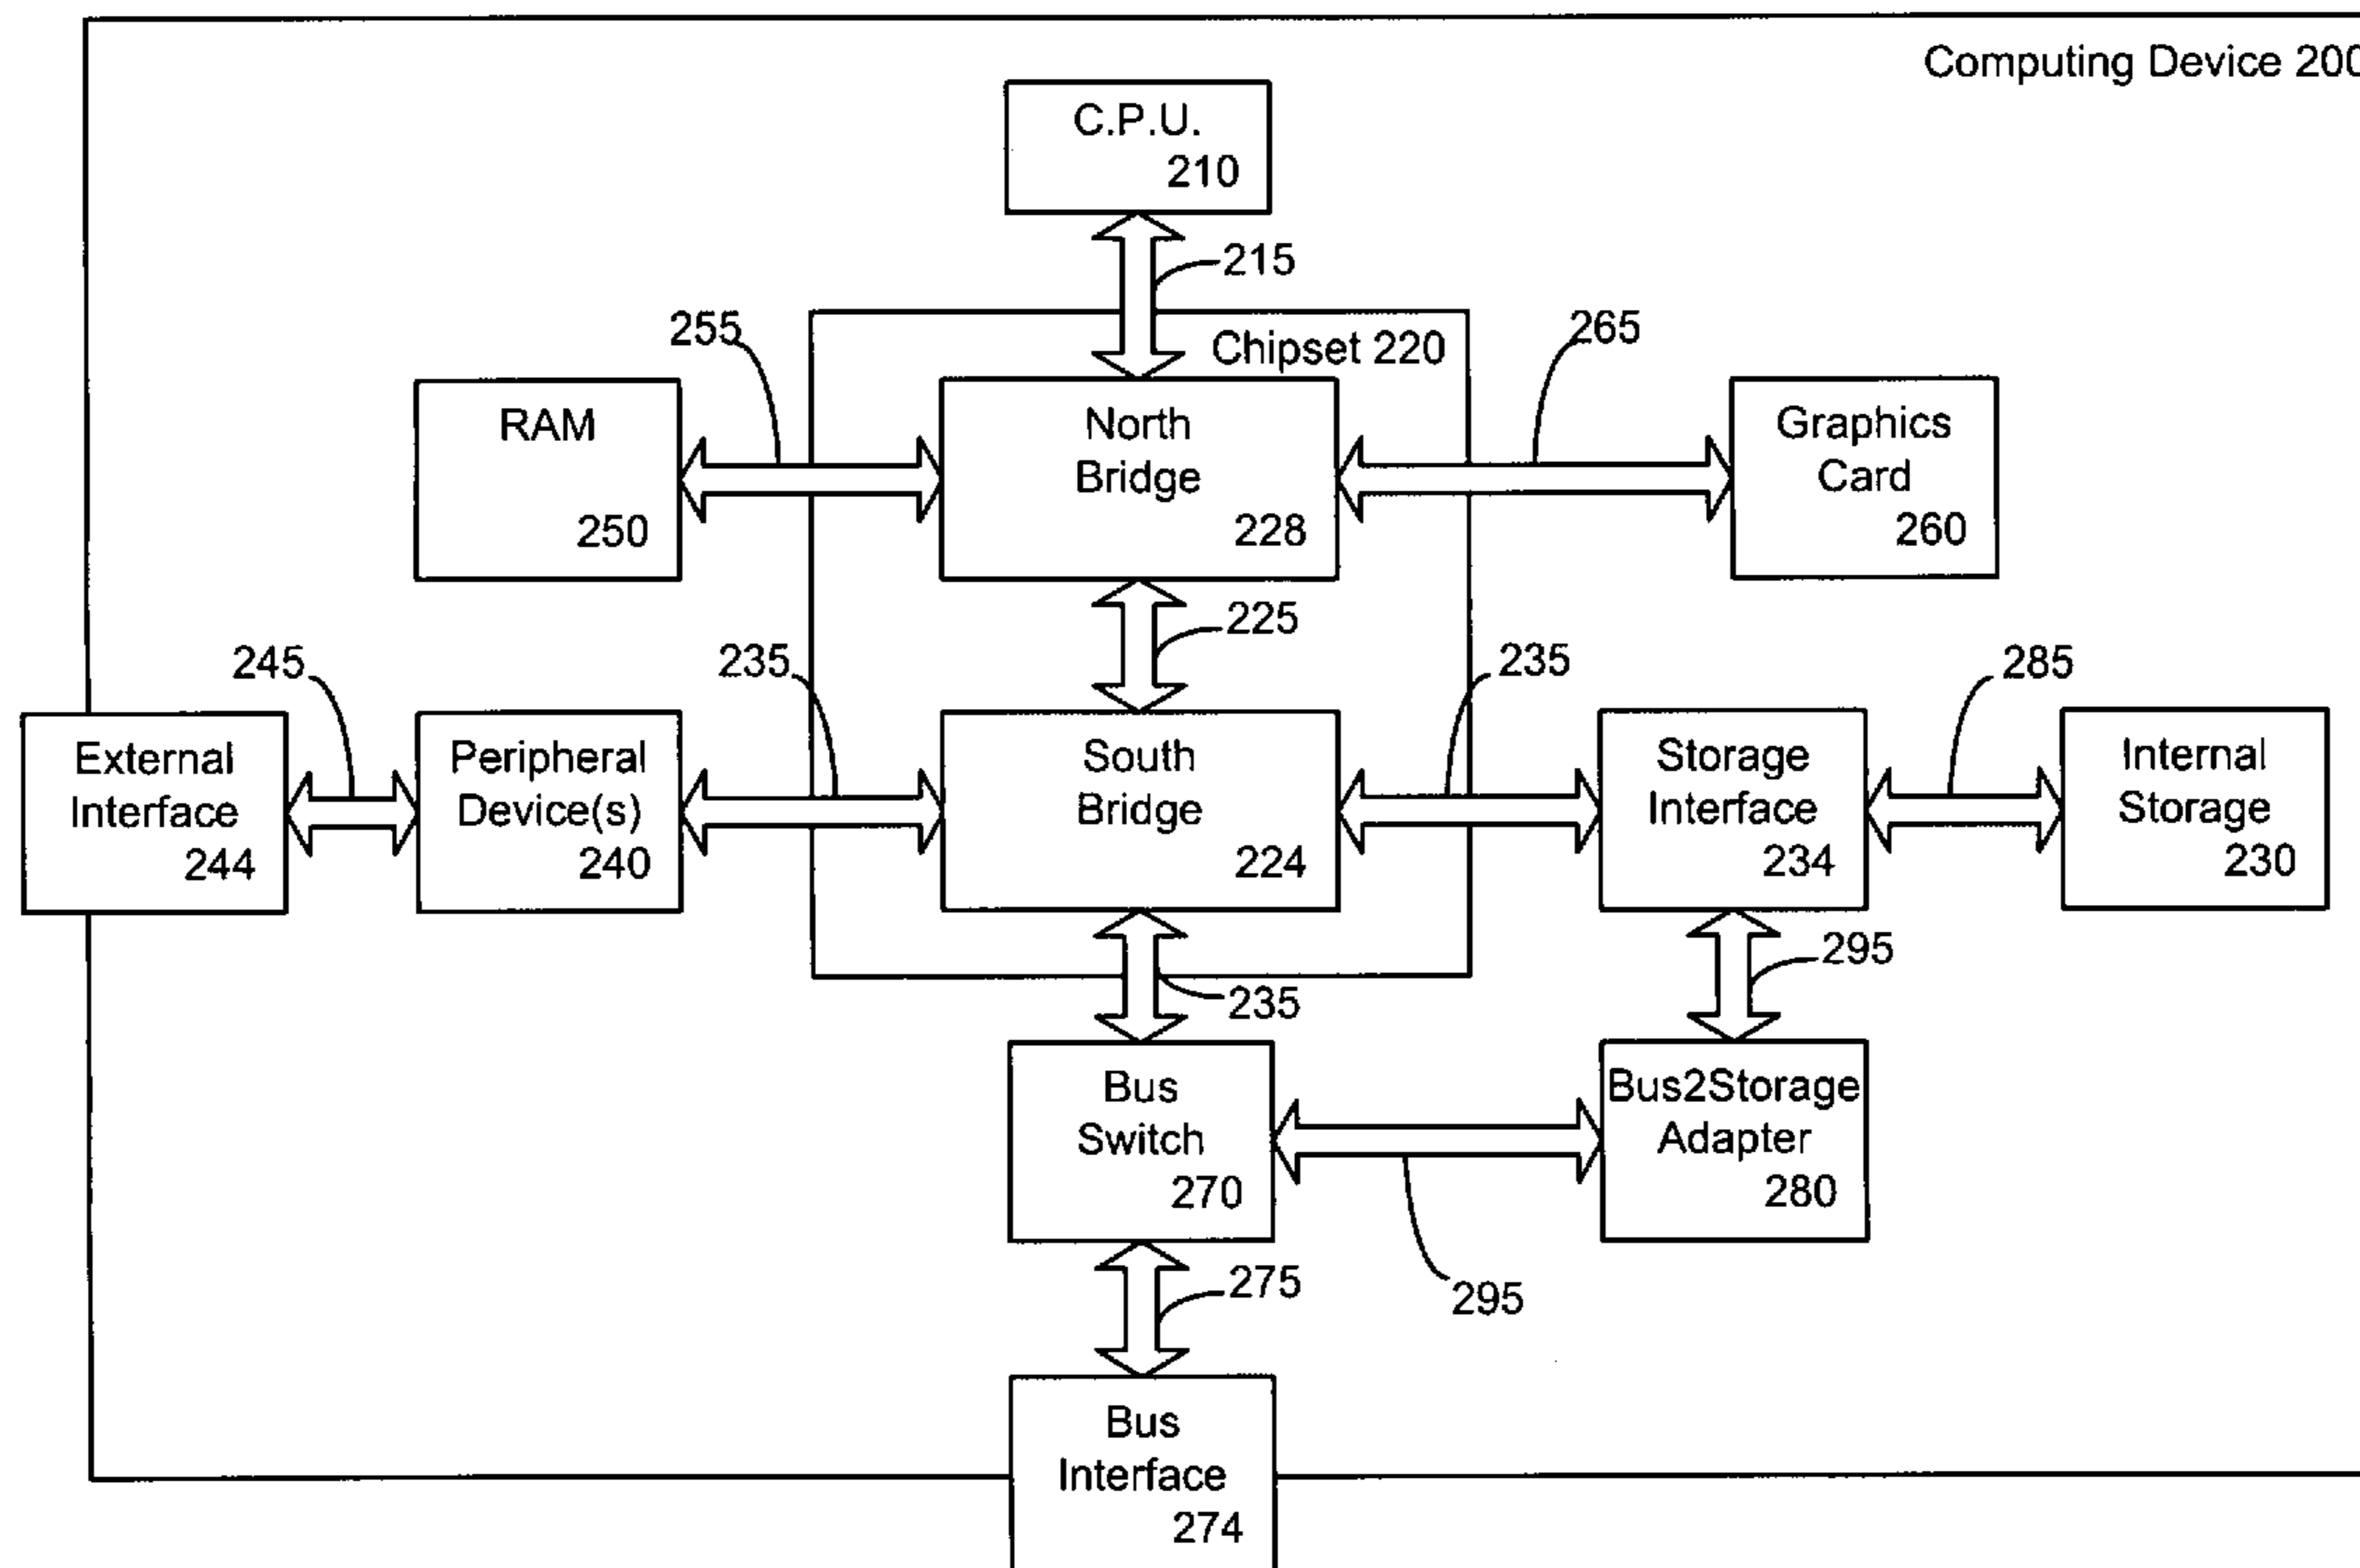 Computing Device 200
C.P.U.
210
215
255
Chipset 220
265
RAM
250
North
Bridge
228
Graphics
Card
260
225
245
235
235
285
External
Interface
244
Peripheral
Device(s)
240
South
Bridge
224
Storage
Interface
234
Internal
Storage
230
295
235
Bus
Switch
270
Bus2Storage
Adapter
280
275
295
Bus
Interface
274